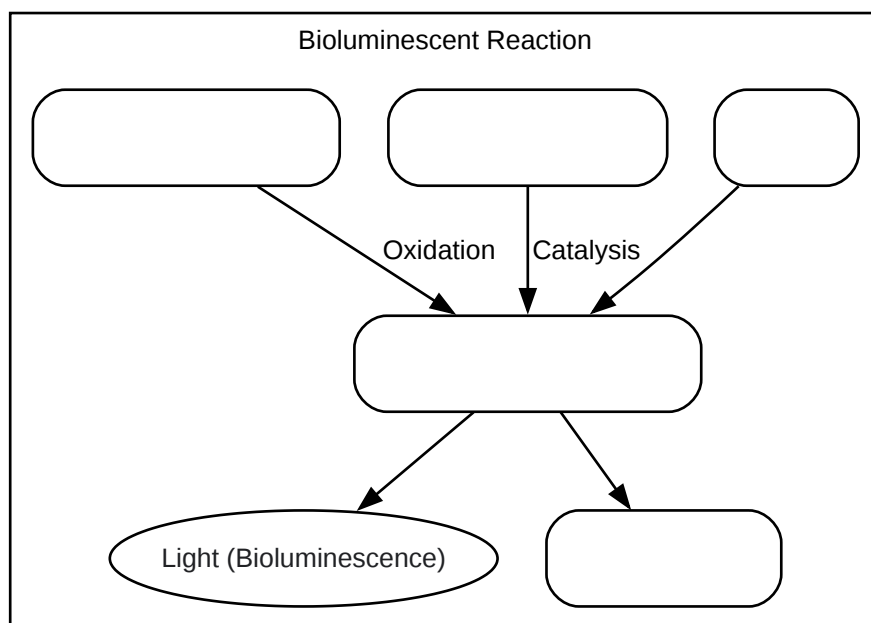 Bioluminescent Reaction
Oxidation
Catalysis
Light (Bioluminescence)